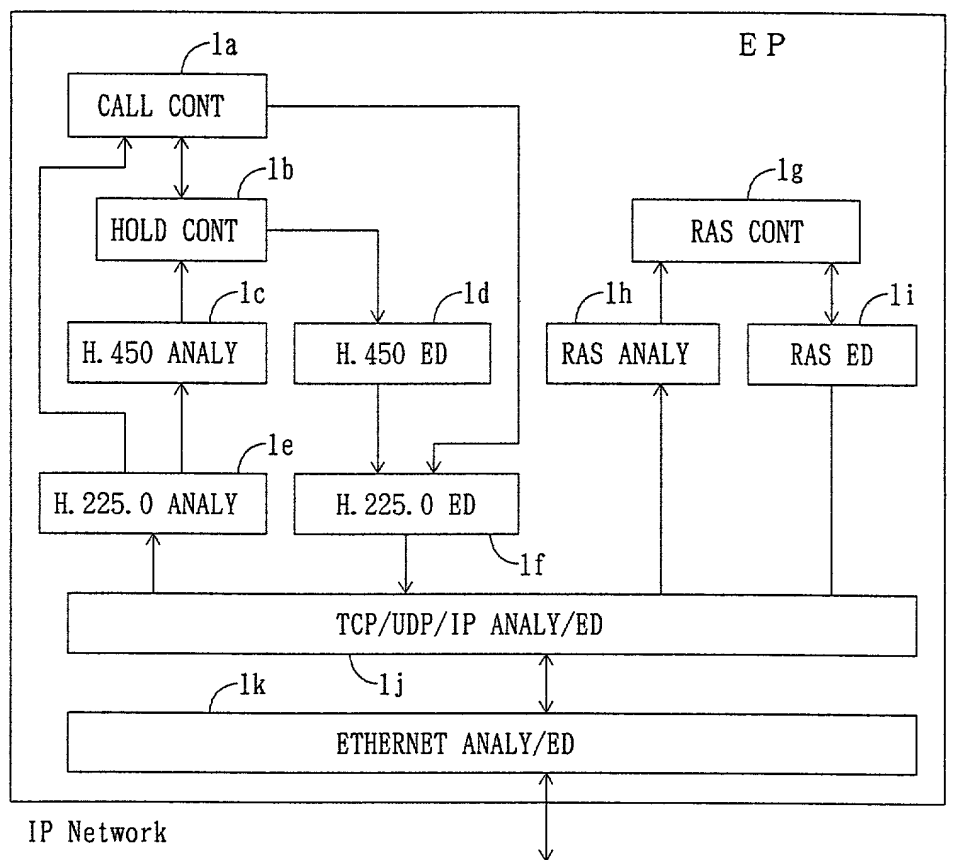 EP
1a
CALL CONT
1b
HOLD CONT
1g
RAS CONT
1c
H.450 ANALY
1d
H.450 ED
1h
RAS ANALY
1i
RAS ED
1e
H.225.0 ANALY
H.225.0 ED
1f
TCP/UDP/IP ANALY/ED
1j
1k
ETHERNET ANALY/ED
IP Network